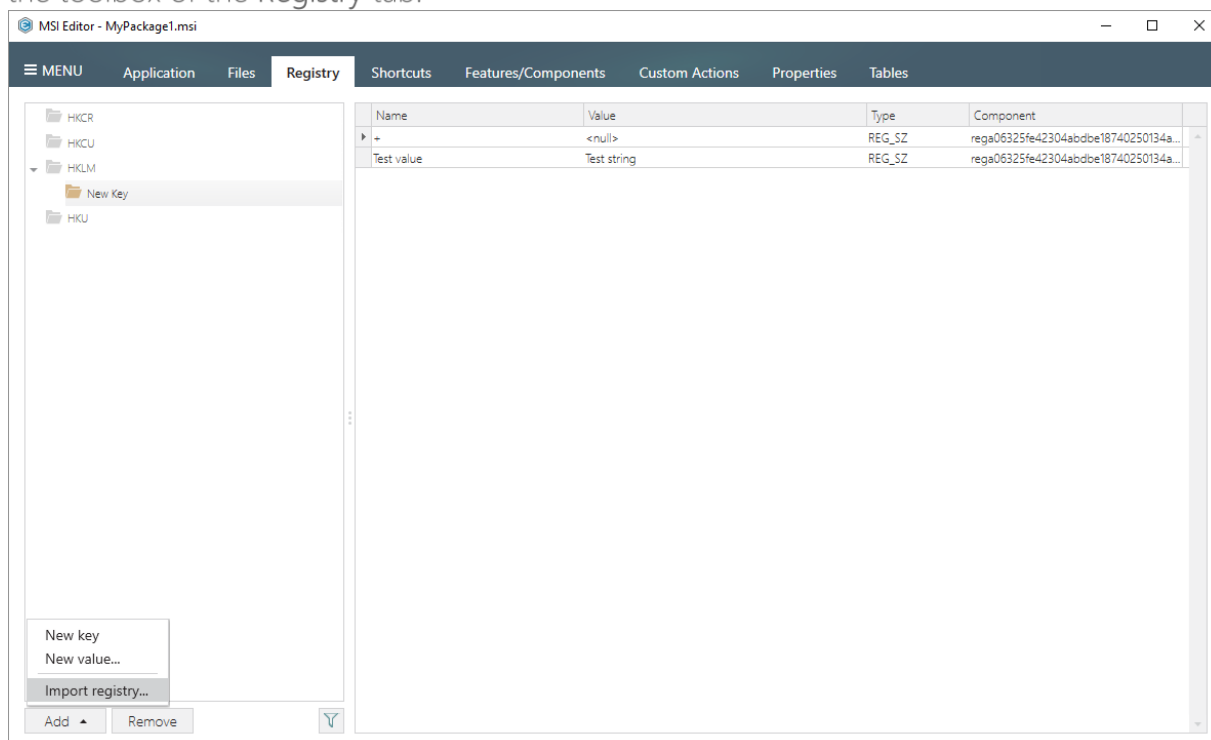 the toolbox of the Registry tab.
MSI Editor - MyPackage1.msi
MENU Application Files Registry Shortcuts Features/Components Custom Actions Properties Tables
HKCR
HKCU
HKLM
New Key
HKU
Name Value Type Component
+ <null> REG_SZ rega06325fe42304abdbe18740250134a...
Test value Test string REG_SZ rega06325fe42304abdbe18740250134a...
New key
New value...
Import registry...
Add Remove